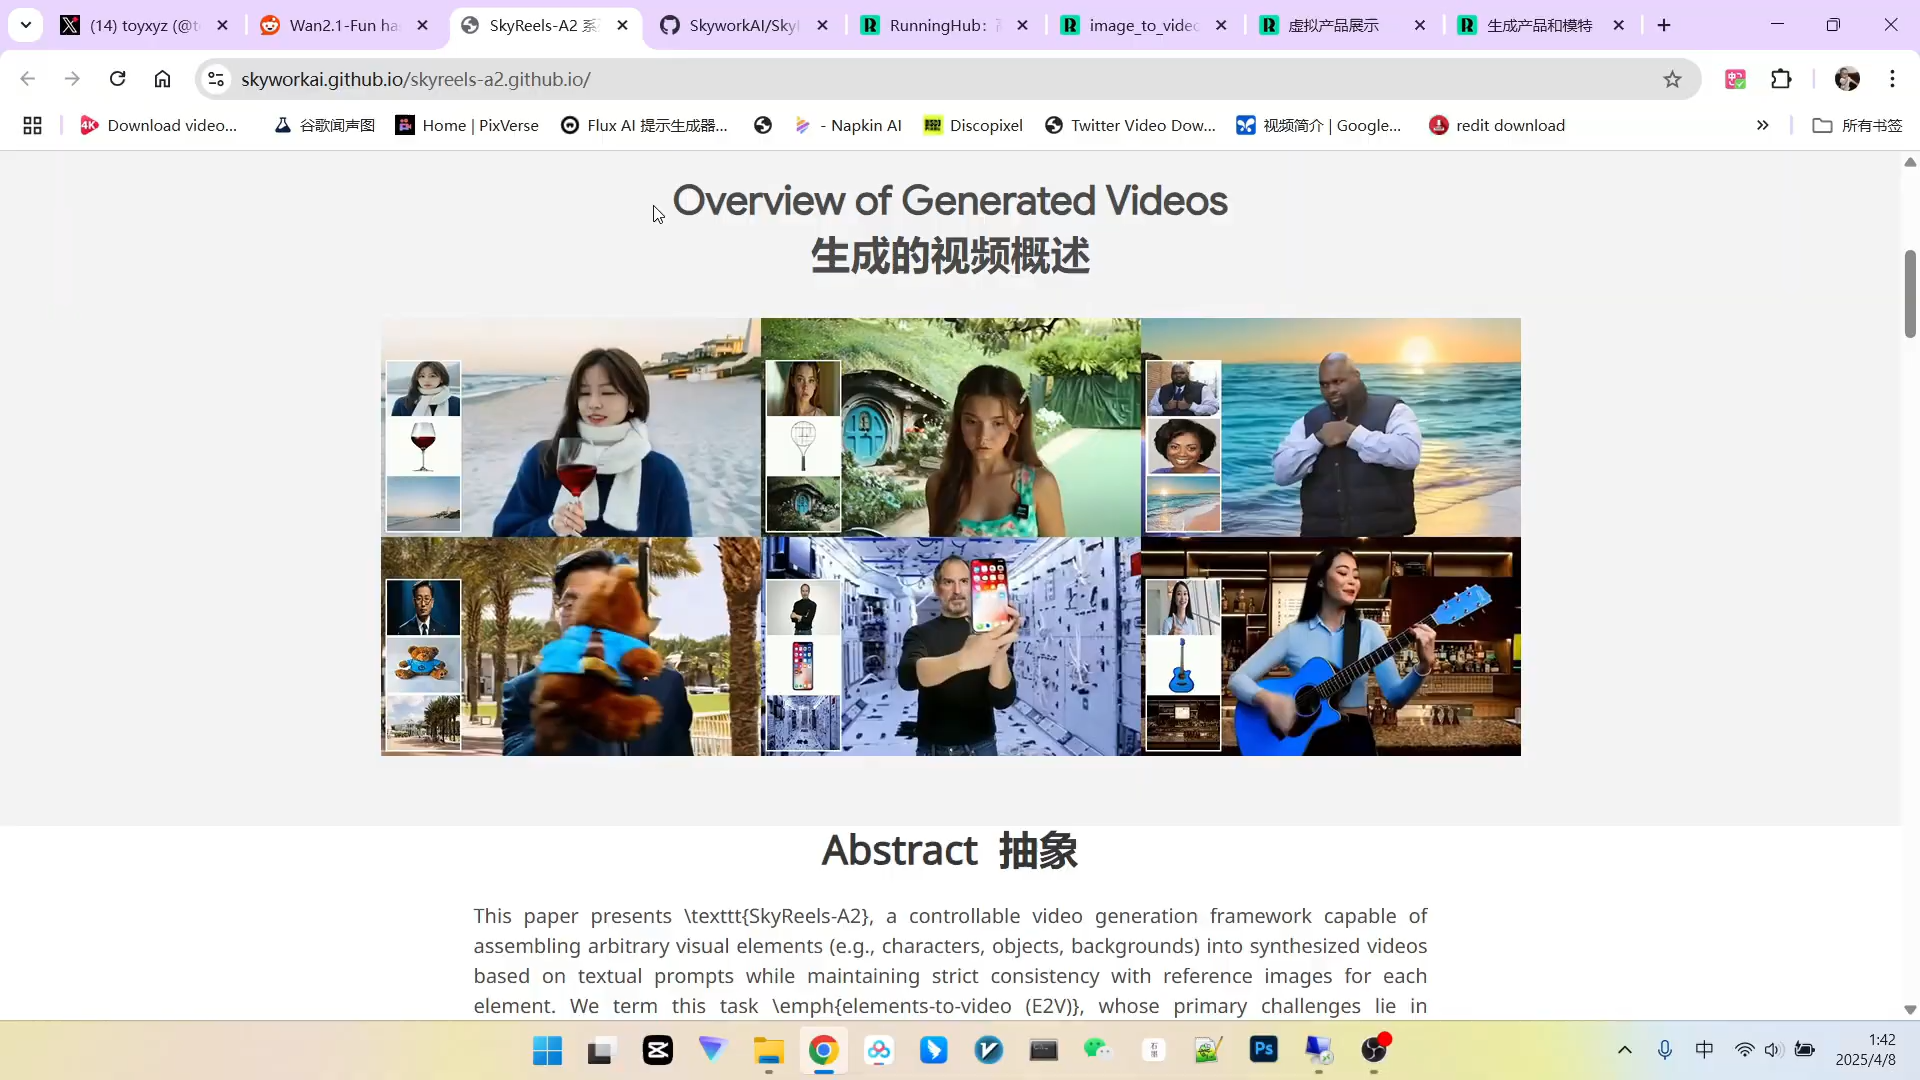 (14) toyxyz (@t
Wan2.1-Fun ha
SkyReels-A2 系
SkyworkAI/Sky
RunningHub:
image_to_video
虚拟产品展示
生成产品和模特
skyworkai.github.io/skyreels-a2.github.io/
Download video...
谷歌闻声图
Home | PixVerse
Flux AI 提示生成器...
- Napkin AI
Discopixel
Twitter Video Dow...
视频简介 | Google...
redit download
所有书签
Overview of Generated Videos
生成的视频概述
Abstract 抽象
This paper presents \texttt{SkyReels-A2}, a controllable video generation framework capable of
assembling arbitrary visual elements (e.g., characters, objects, backgrounds) into synthesized videos
based on textual prompts while maintaining strict consistency with reference images for each
element. We term this task \emph{elements-to-video (E2V)}, whose primary challenges lie in
中
1:42
2025/4/8